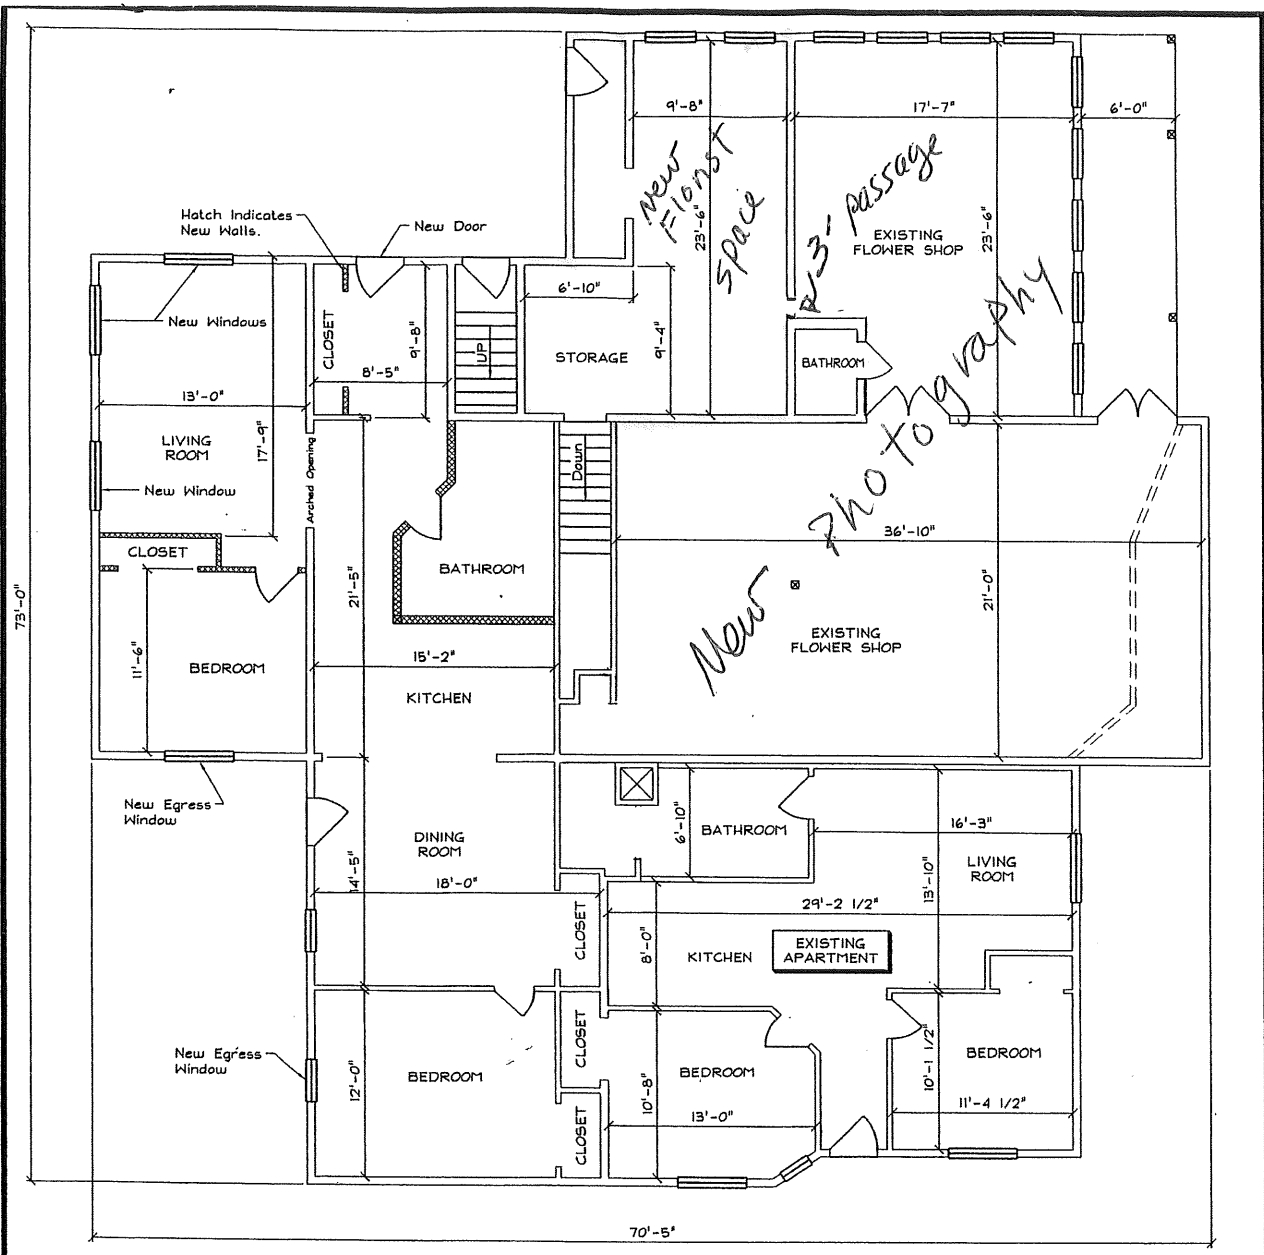 9'-8"
17'-7"
6'-0"
New
Florist
Space
23'-6"
3' passage
EXISTING
FLOWER SHOP
23'-6"
Hatch Indicates
New Walls.
New Door
New Windows
CLOSET
9'-8"
8'-5"
UP
6'-10"
STORAGE
9'-4"
BATHROOM
13'-0"
LIVING
ROOM
17'-9"
Arched Opening
New Window
CLOSET
Down
New Photography
36'-10"
21'-0"
73'-0"
21'-5"
BATHROOM
EXISTING
FLOWER SHOP
11'-6"
BEDROOM
15'-2"
KITCHEN
New Egress
Window
DINING
ROOM
14'-5"
18'-0"
6'-10"
BATHROOM
16'-3"
LIVING
ROOM
13'-10"
29'-2 1/2"
CLOSET
8'-0"
KITCHEN
EXISTING
APARTMENT
New Egress
Window
12'-0"
BEDROOM
CLOSET
CLOSET
10'-8"
BEDROOM
13'-0"
10'-1 1/2"
BEDROOM
11'-4 1/2"
70'-5"